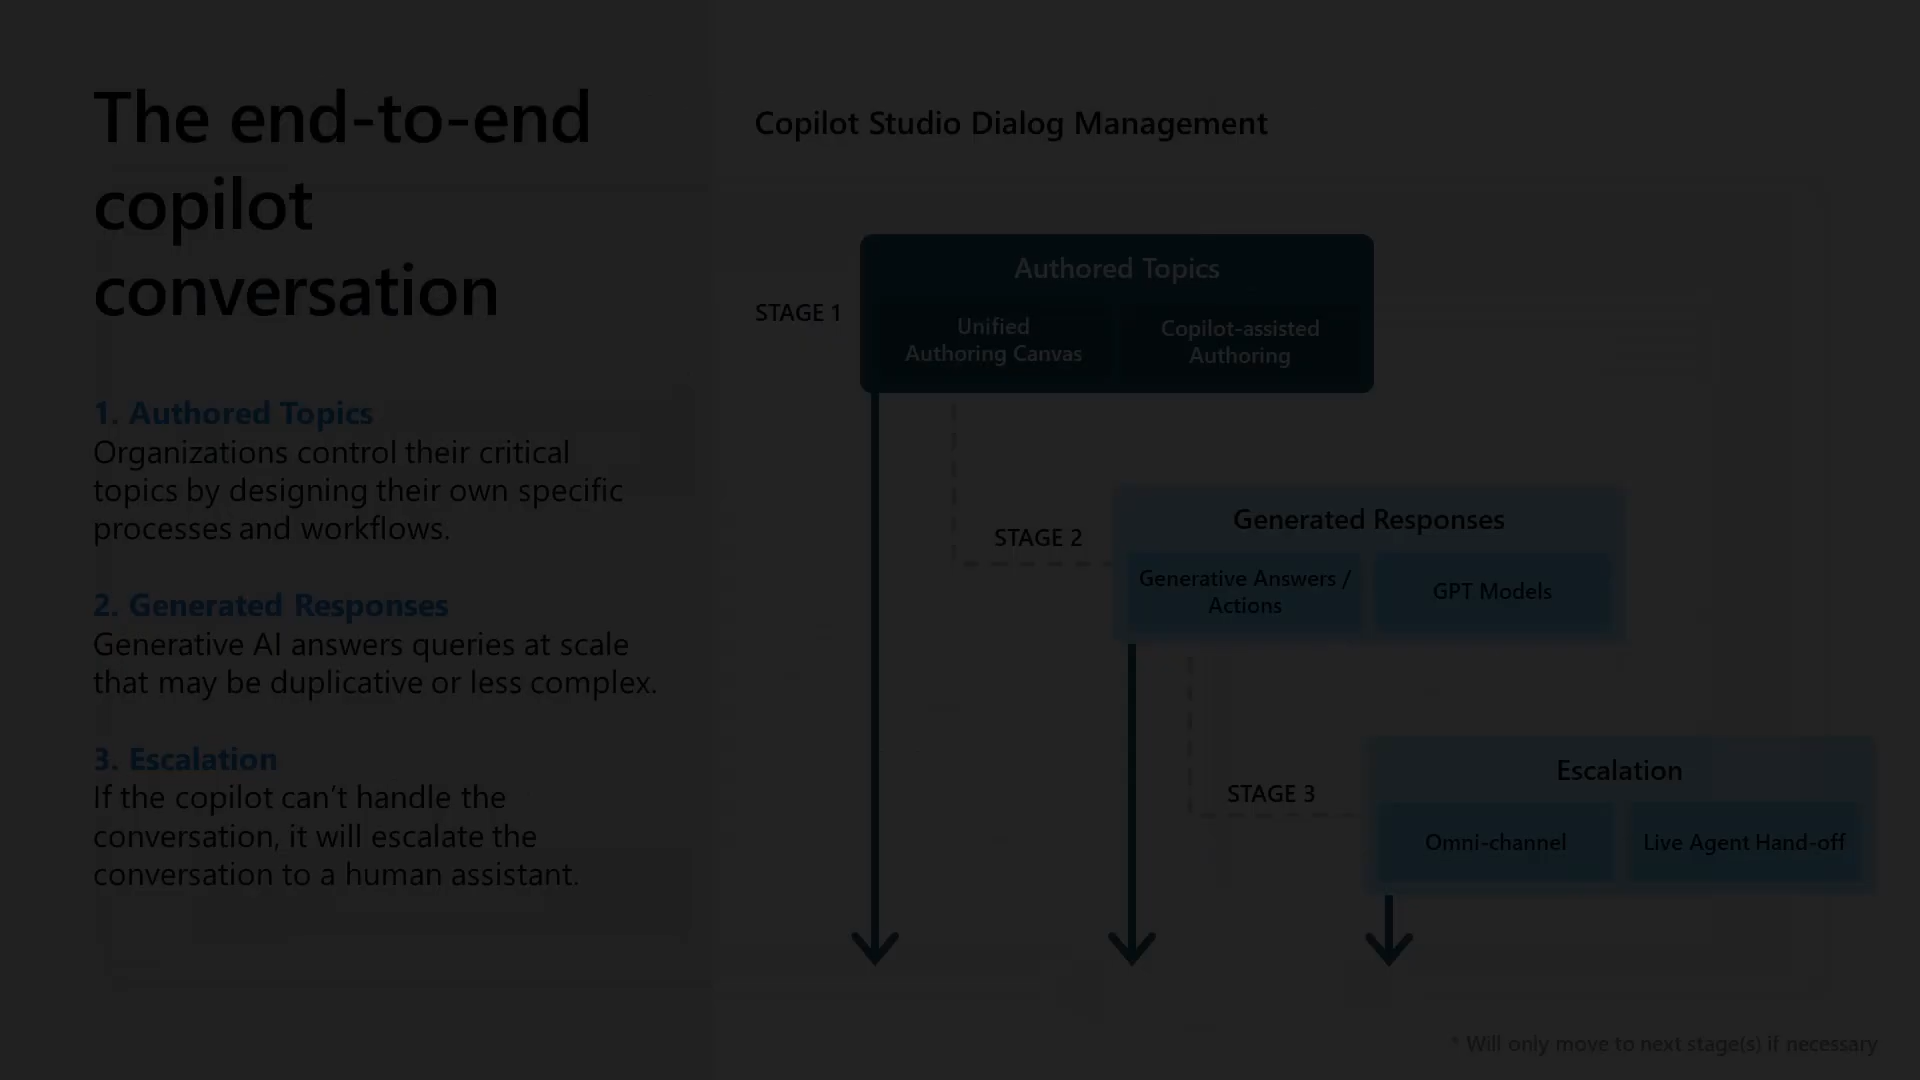 The end-to-end
copilot
conversation
1. Authored Topics
Organizations control their critical
topics by designing their own specific
processes and workflows.
2. Generated Responses
Generative AI answers queries at scale
that may be duplicative or less complex.
3. Escalation
If the copilot can’t handle the
conversation, it will escalate the
conversation to a human assistant.
Copilot Studio Dialog Management
STAGE 1
Authored Topics
Unified
Authoring Canvas
Copilot-assisted
Authoring
STAGE 2
Generated Responses
Generative Answers /
Actions
GPT Models
STAGE 3
Escalation
Omni-channel
Live Agent Hand-off
* Will only move to next stage(s) if necessary